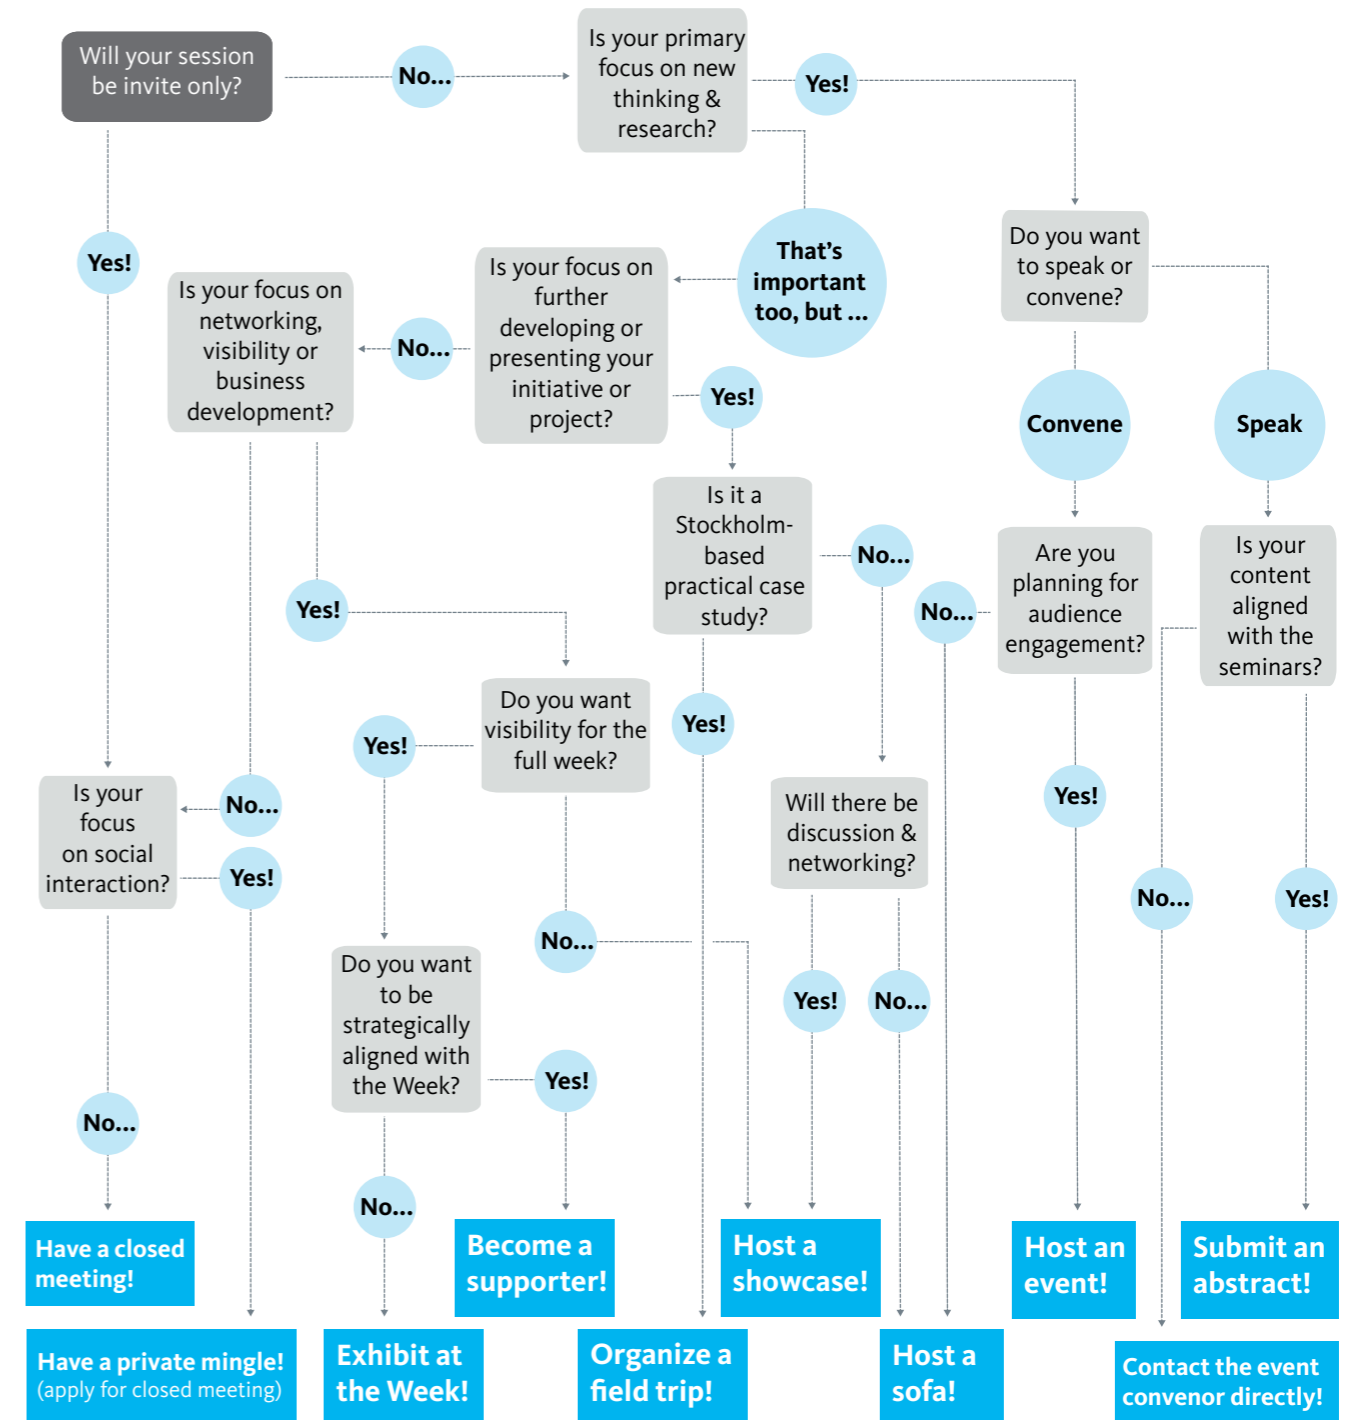 Will your session
be invite only?
No...
Is your primary
focus on new
thinking &
research?
Yes!
Yes!
That's
important
too, but ...
Do you want
to speak or
convene?
Is your focus on
networking,
visibility or
business
development?
No...
Is your focus on
further
developing or
presenting your
initiative or
project?
Yes!
Convene
Speak
Is it a
Stockholm-
based
practical case
study?
No...
No...
Are you
planning for
audience
engagement?
Is your
content
aligned
with the
seminars?
Yes!
Yes!
Do you want
visibility for the
full week?
Yes!
Is your
focus
on social
interaction?
No...
Yes!
Will there be
discussion &
networking?
Yes!
No...
Yes!
No...
Do you want
to be
strategically
aligned with
the Week?
Yes!
Yes!
No...
No...
No...
Have a closed
meeting!
Become a
supporter!
Host a
showcase!
Host an
event!
Submit an
abstract!
Have a private mingle!
(apply for closed meeting)
Exhibit at
the Week!
Organize a
field trip!
Host a
sofa!
Contact the event
convenor directly!